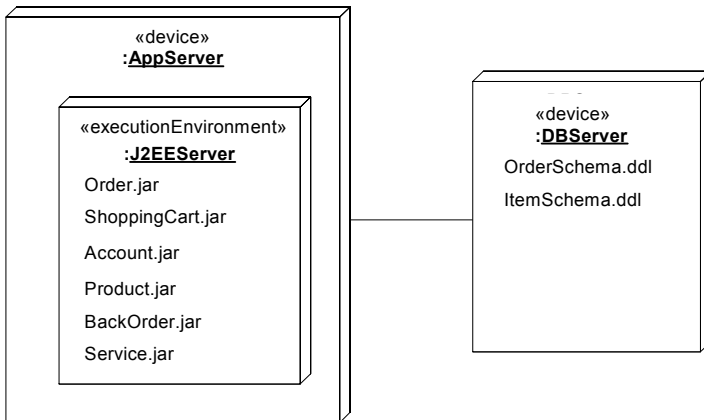 «device»
:AppServer
«executionEnvironment»
:J2EEServer
Order.jar
ShoppingCart.jar
Account.jar
Product.jar
BackOrder.jar
Service.jar
«device»
:DBServer
OrderSchema.ddl
ItemSchema.ddl